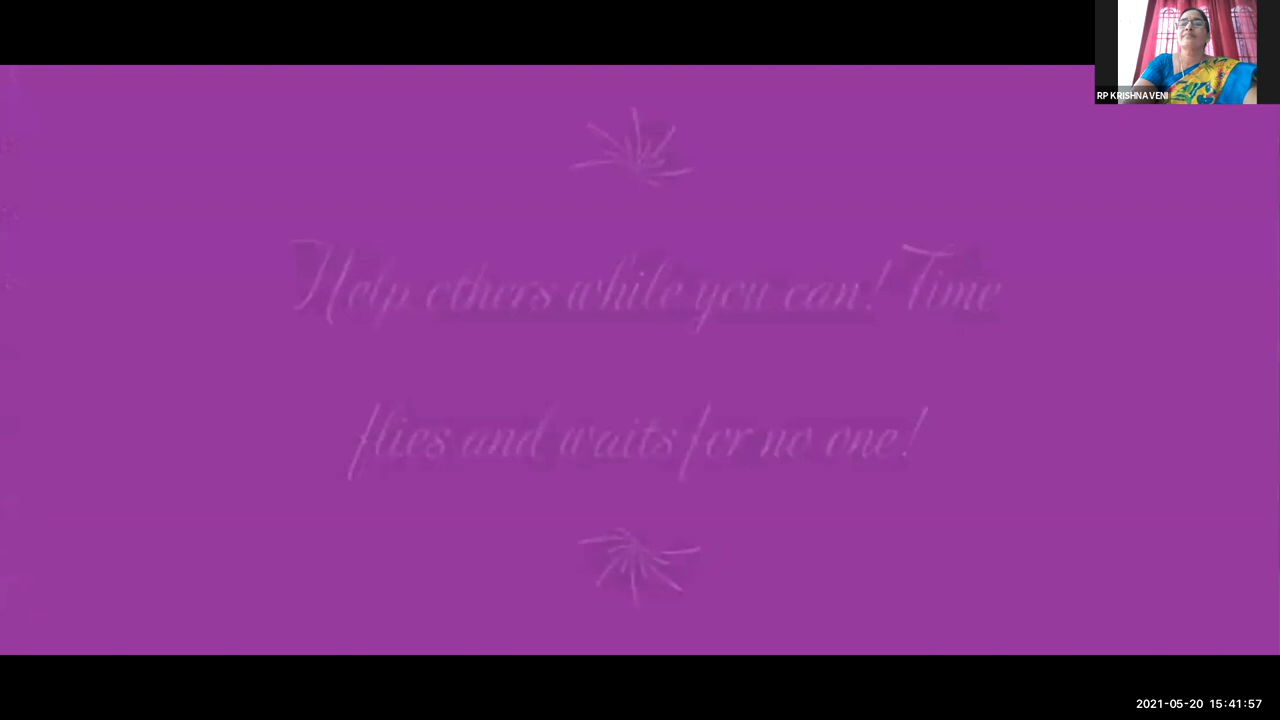 RP KRISHNAVENI
Help others while you can! Time
flies and waits for no one!
2021-05-20 15:41:57